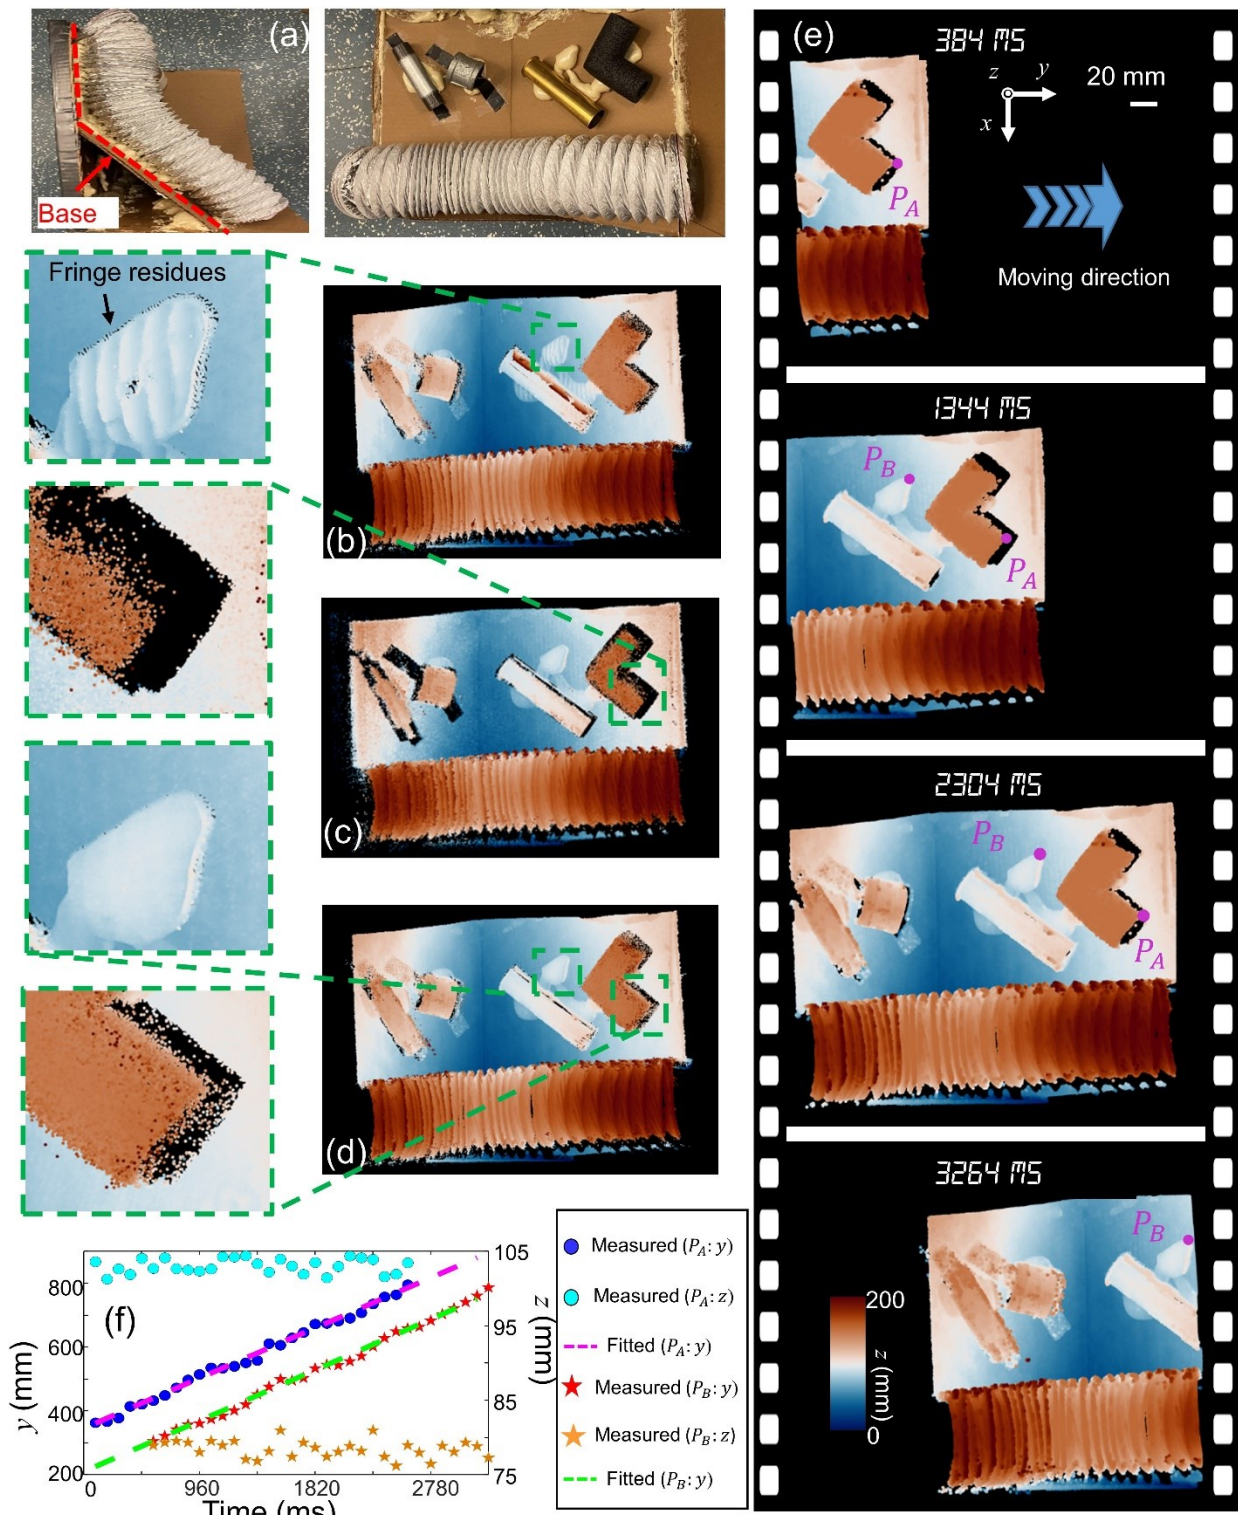 (a)
Base
Fringe residues
(b)
(c)
(d)
(e)
384 MS
z
y
x
20 mm
P_A
Moving direction
1344 MS
P_B
P_A
2304 MS
P_B
P_A
3264 MS
P_B
200
z (mm)
0
(f)
y (mm)
800
600
400
200
0
960
1820
2780
Time (ms)
105
95
85
75
z (mm)
Measured (P_A: y)
Measured (P_A: z)
Fitted (P_A: y)
Measured (P_B: y)
Measured (P_B: z)
Fitted (P_B: y)